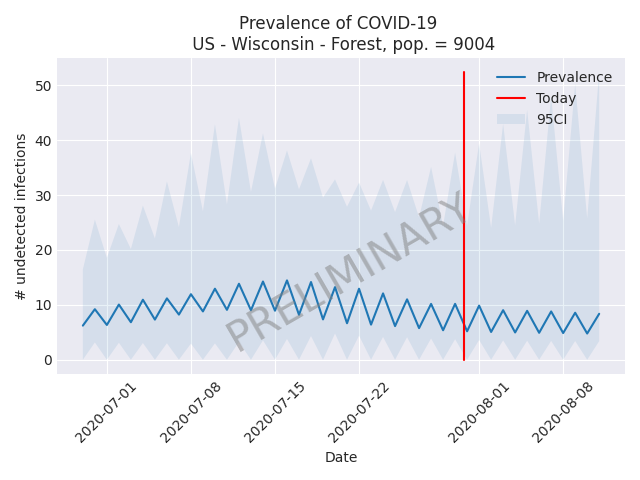 Prevalence of COVID-19
US - Wisconsin - Forest, pop. = 9004
# undetected infections
50
40
30
20
10
0
Prevalence
Today
95CI
PRELIMINARY
2020-07-01
2020-07-08
2020-07-15
2020-07-22
2020-08-01
2020-08-08
Date